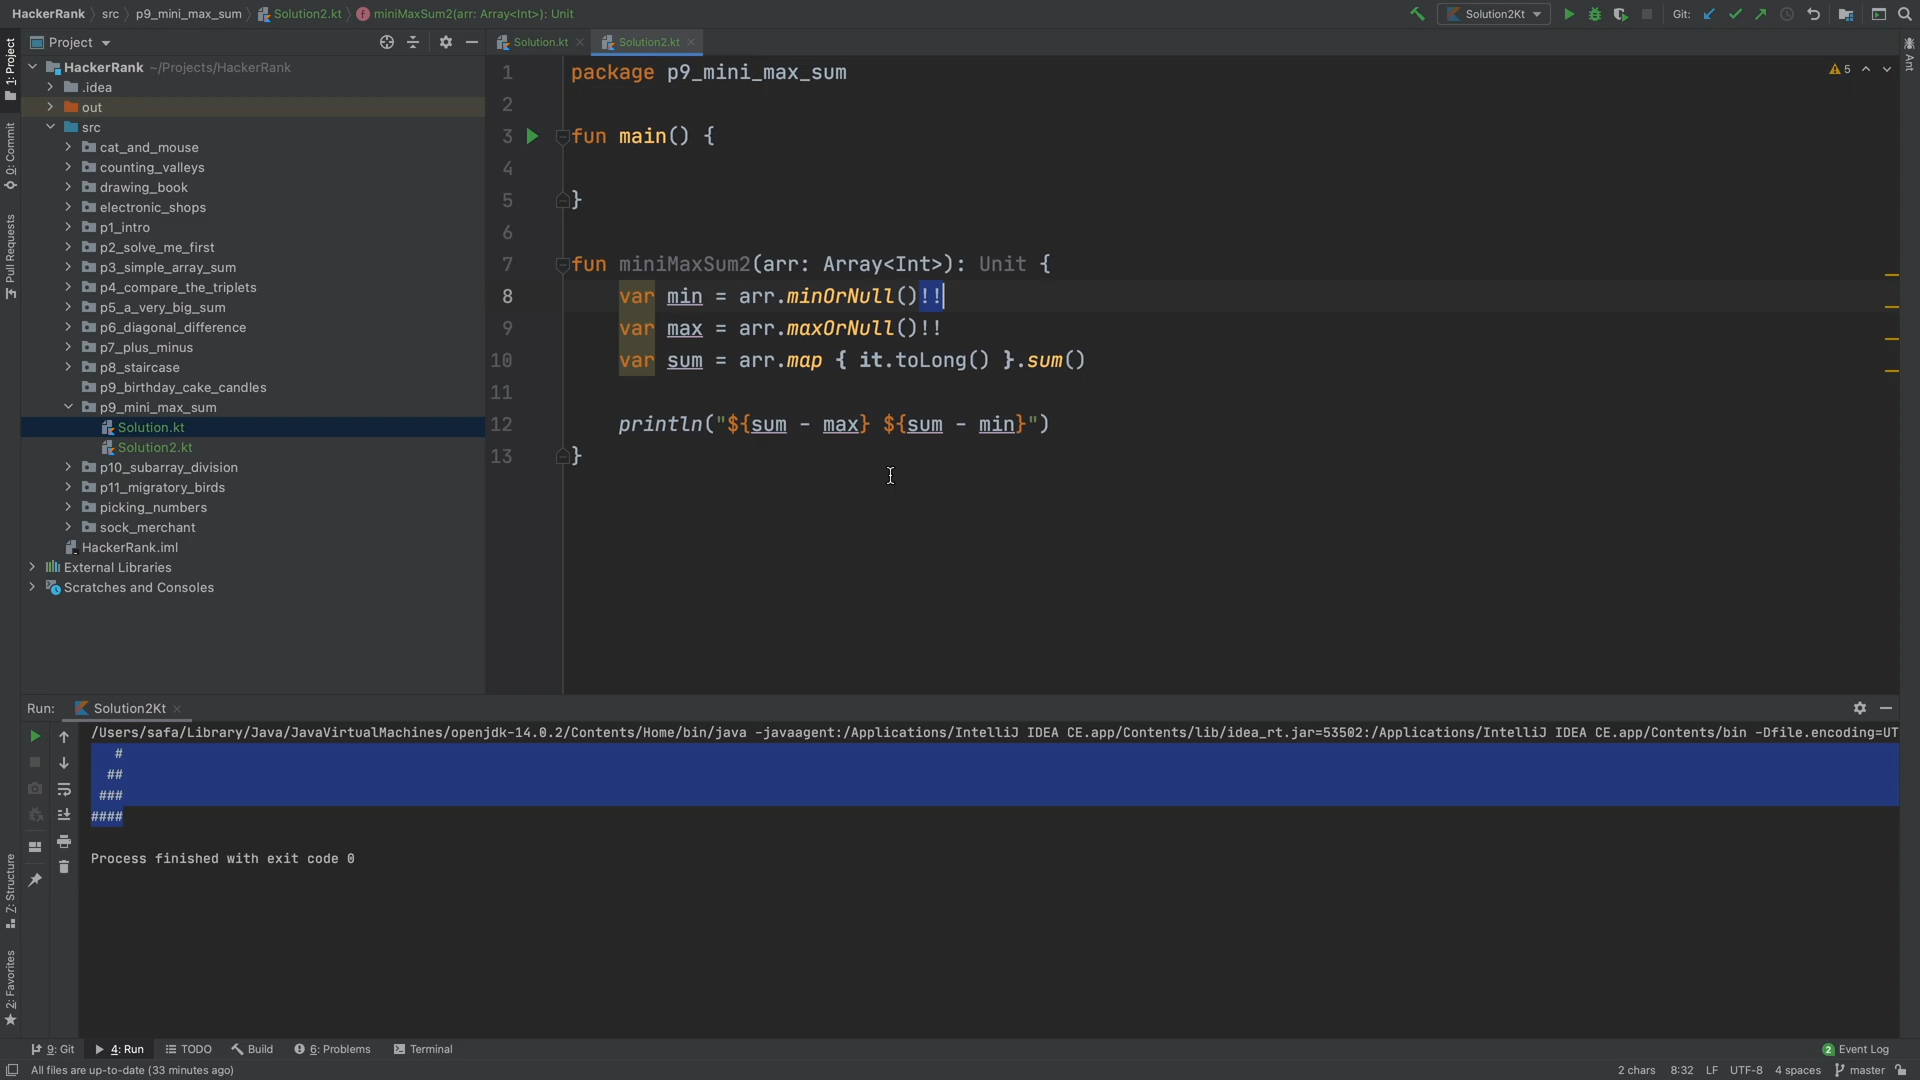 HackerRank src p9_mini_max_sum Solution2.kt miniMaxSum2(arr: Array<Int>): Unit
Solution2Kt Git:
Project
Solution.kt Solution2.kt
1: Project
0: Commit
Pull Requests
Z: Structure
2: Favorites
Ant
HackerRank ~/Projects/HackerRank
.idea
out
src
cat_and_mouse
counting_valleys
drawing_book
electronic_shops
p1_intro
p2_solve_me_first
p3_simple_array_sum
p4_compare_the_triplets
p5_a_very_big_sum
p6_diagonal_difference
p7_plus_minus
p8_staircase
p9_birthday_cake_candles
p9_mini_max_sum
Solution.kt
Solution2.kt
p10_subarray_division
p11_migratory_birds
picking_numbers
sock_merchant
HackerRank.iml
External Libraries
Scratches and Consoles
5
1 package p9_mini_max_sum
2
3 fun main() {
4
5 }
6
7 fun miniMaxSum2(arr: Array<Int>): Unit {
8 var min = arr.minOrNull()!!
9 var max = arr.maxOrNull()!!
10 var sum = arr.map { it.toLong() }.sum()
11
12 println("${sum - max} ${sum - min}")
13 }
Run: Solution2Kt
/Users/safa/Library/Java/JavaVirtualMachines/openjdk-14.0.2/Contents/Home/bin/java -javaagent:/Applications/IntelliJ IDEA CE.app/Contents/lib/idea_rt.jar=53502:/Applications/IntelliJ IDEA CE.app/Contents/bin -Dfile.encoding=UT
#
##
###
####
Process finished with exit code 0
9: Git 4: Run TODO Build 6: Problems Terminal 2 Event Log
All files are up-to-date (33 minutes ago) 2 chars 8:32 LF UTF-8 4 spaces master